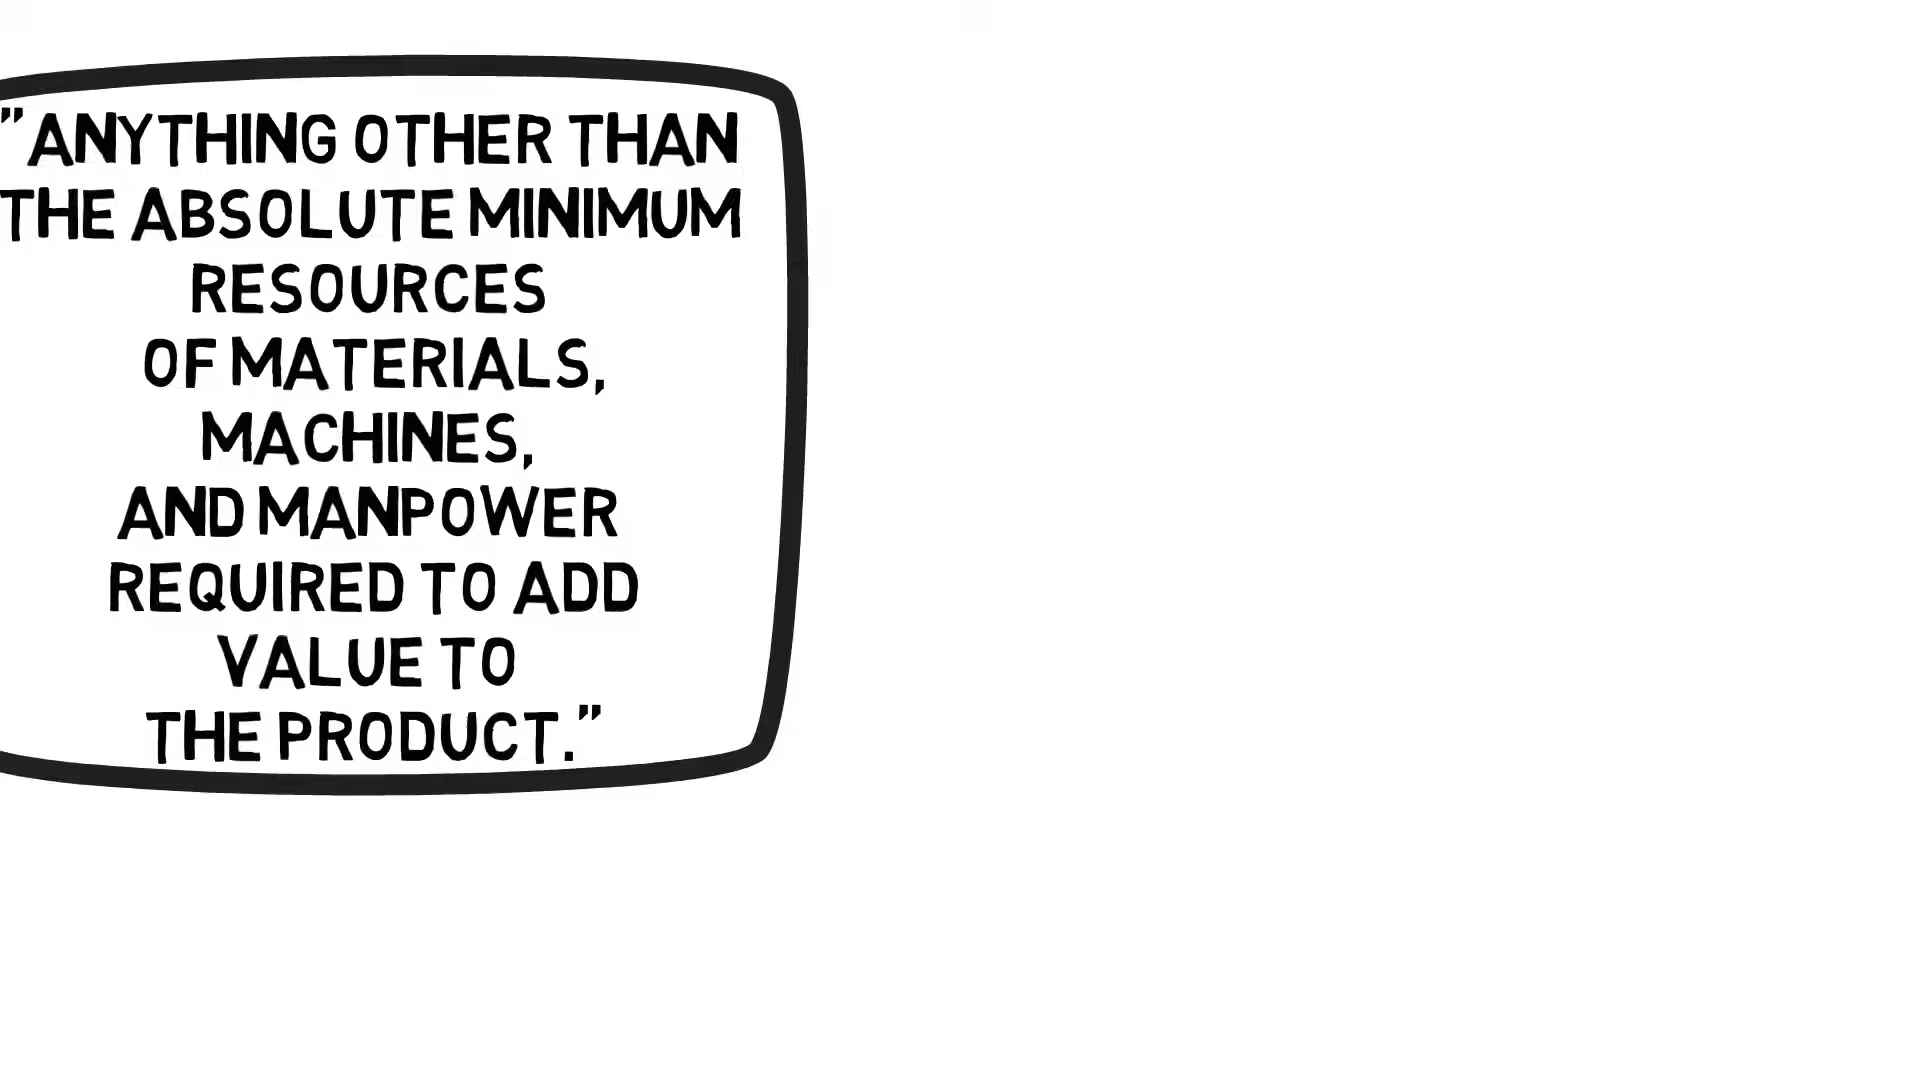 "ANYTHING OTHER THAN
THE ABSOLUTE MINIMUM
RESOURCES
OF MATERIALS,
MACHINES,
AND MANPOWER
REQUIRED TO ADD
VALUE TO
THE PRODUCT."